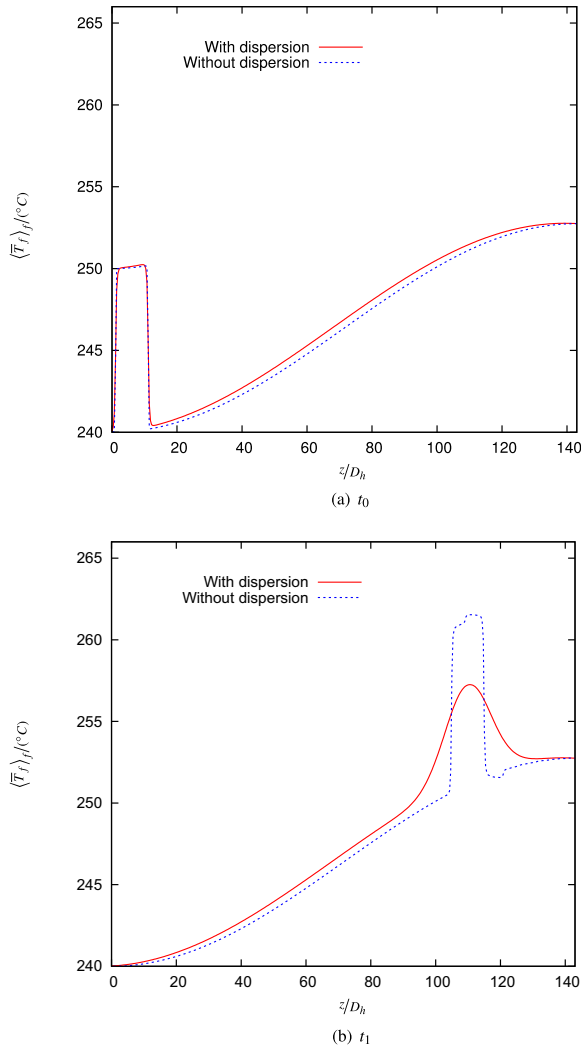 265
With dispersion
Without dispersion
260
255
250
245
240
⟨T̅f⟩f/(°C)
0 20 40 60 80 100 120 140
z/Dh
(a) t0
265
With dispersion
Without dispersion
260
255
250
245
240
⟨T̅f⟩f/(°C)
0 20 40 60 80 100 120 140
z/Dh
(b) t1